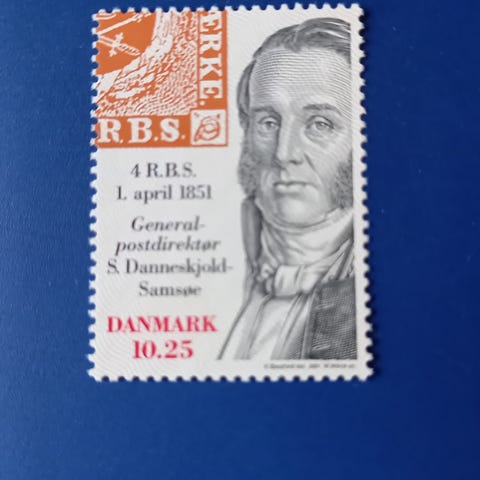 ERKE.
R.B.S.
4 R.B.S.
1. april 1851
General-
postdirektør
S. Danneskjold-
Samsøe
DANMARK
10.25